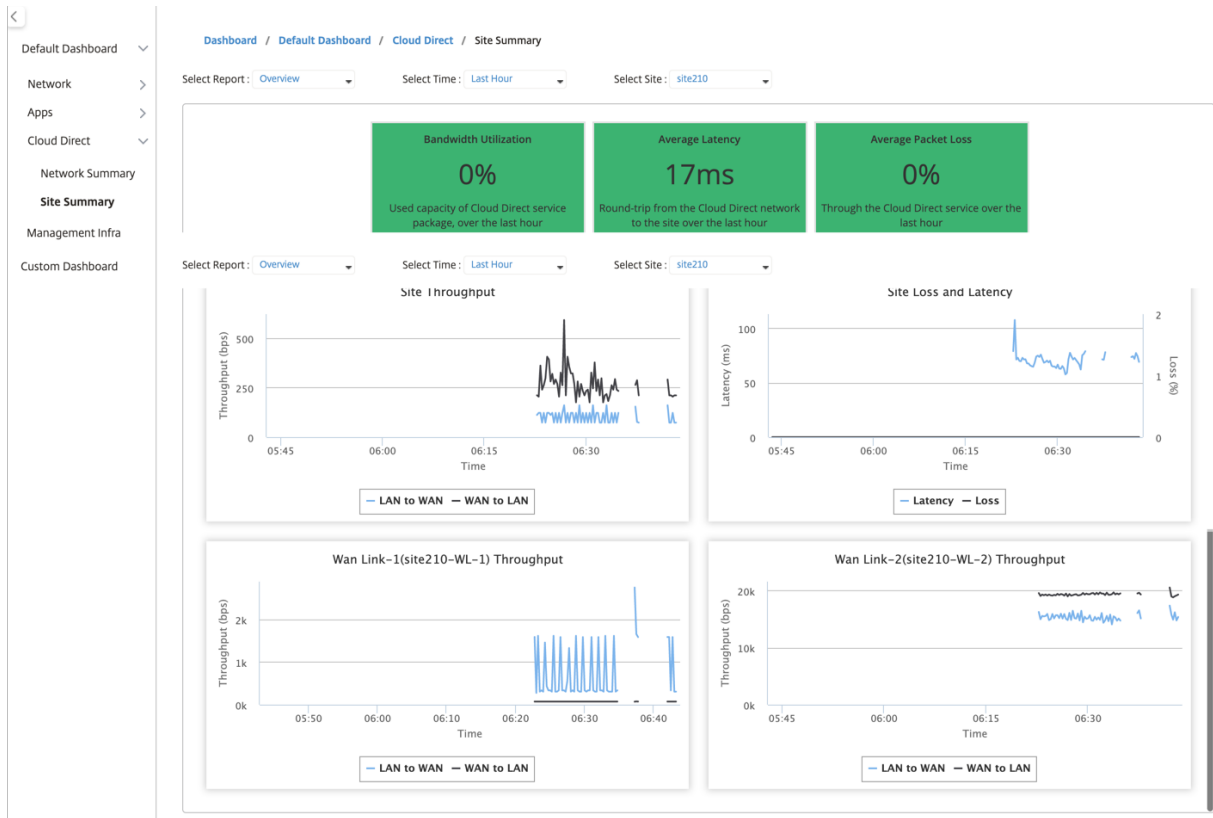 Dashboard / Default Dashboard / Cloud Direct / Site Summary
Default Dashboard
Network
Apps
Cloud Direct
Network Summary
Site Summary
Management Infra
Custom Dashboard
Select Report : Overview Select Time : Last Hour Select Site : site210
Bandwidth Utilization
0%
Used capacity of Cloud Direct service
package, over the last hour
Average Latency
17ms
Round-trip from the Cloud Direct network
to the site over the last hour
Average Packet Loss
0%
Through the Cloud Direct service over the
last hour
Select Report : Overview Select Time : Last Hour Select Site : site210
Site Throughput
Throughput (bps)
500
250
0
05:45 06:00 06:15 06:30
Time
LAN to WAN WAN to LAN
Site Loss and Latency
Latency (ms)
100
50
0
2
1
0
Loss (%)
05:45 06:00 06:15 06:30
Time
Latency Loss
Wan Link-1(site210-WL-1) Throughput
Throughput (bps)
2k
1k
0k
05:50 06:00 06:10 06:20 06:30 06:40
Time
LAN to WAN WAN to LAN
Wan Link-2(site210-WL-2) Throughput
Throughput (bps)
20k
10k
0k
05:45 06:00 06:15 06:30
Time
LAN to WAN WAN to LAN